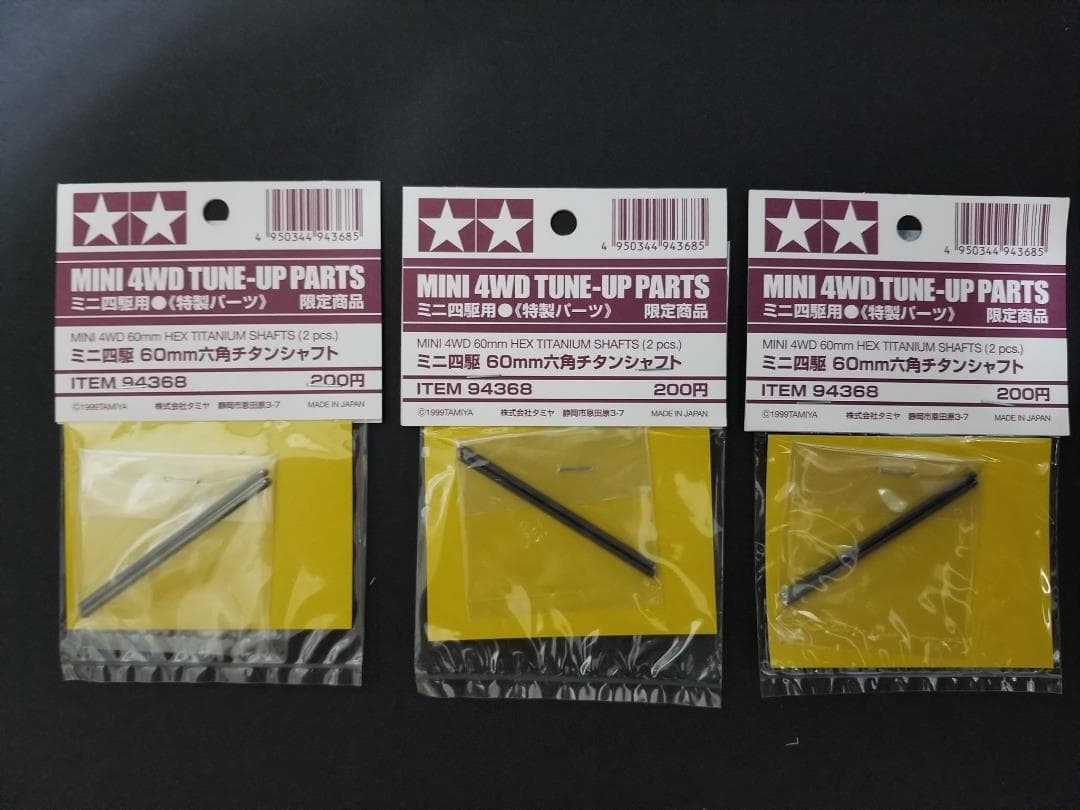 4 950344 943685
MINI 4WD TUNE-UP PARTS
ミニ四駆用●《特製パーツ》 限定商品
MINI 4WD 60mm HEX TITANIUM SHAFTS (2 pcs.)
ミニ四駆 60mm六角チタンシャフト
ITEM 94368 200円
©1999TAMIYA 株式会社タミヤ 静岡市恩田原3-7 MADE IN JAPAN
4 950344 943685
MINI 4WD TUNE-UP PARTS
ミニ四駆用●《特製パーツ》 限定商品
MINI 4WD 60mm HEX TITANIUM SHAFTS (2 pcs.)
ミニ四駆 60mm六角チタンシャフト
ITEM 94368 200円
©1999TAMIYA 株式会社タミヤ 静岡市恩田原3-7 MADE IN JAPAN
4 950344 943685
MINI 4WD TUNE-UP PARTS
ミニ四駆用●《特製パーツ》 限定商品
MINI 4WD 60mm HEX TITANIUM SHAFTS (2 pcs.)
ミニ四駆 60mm六角チタンシャフト
ITEM 94368 200円
©1999TAMIYA 株式会社タミヤ 静岡市恩田原3-7 MADE IN JAPAN